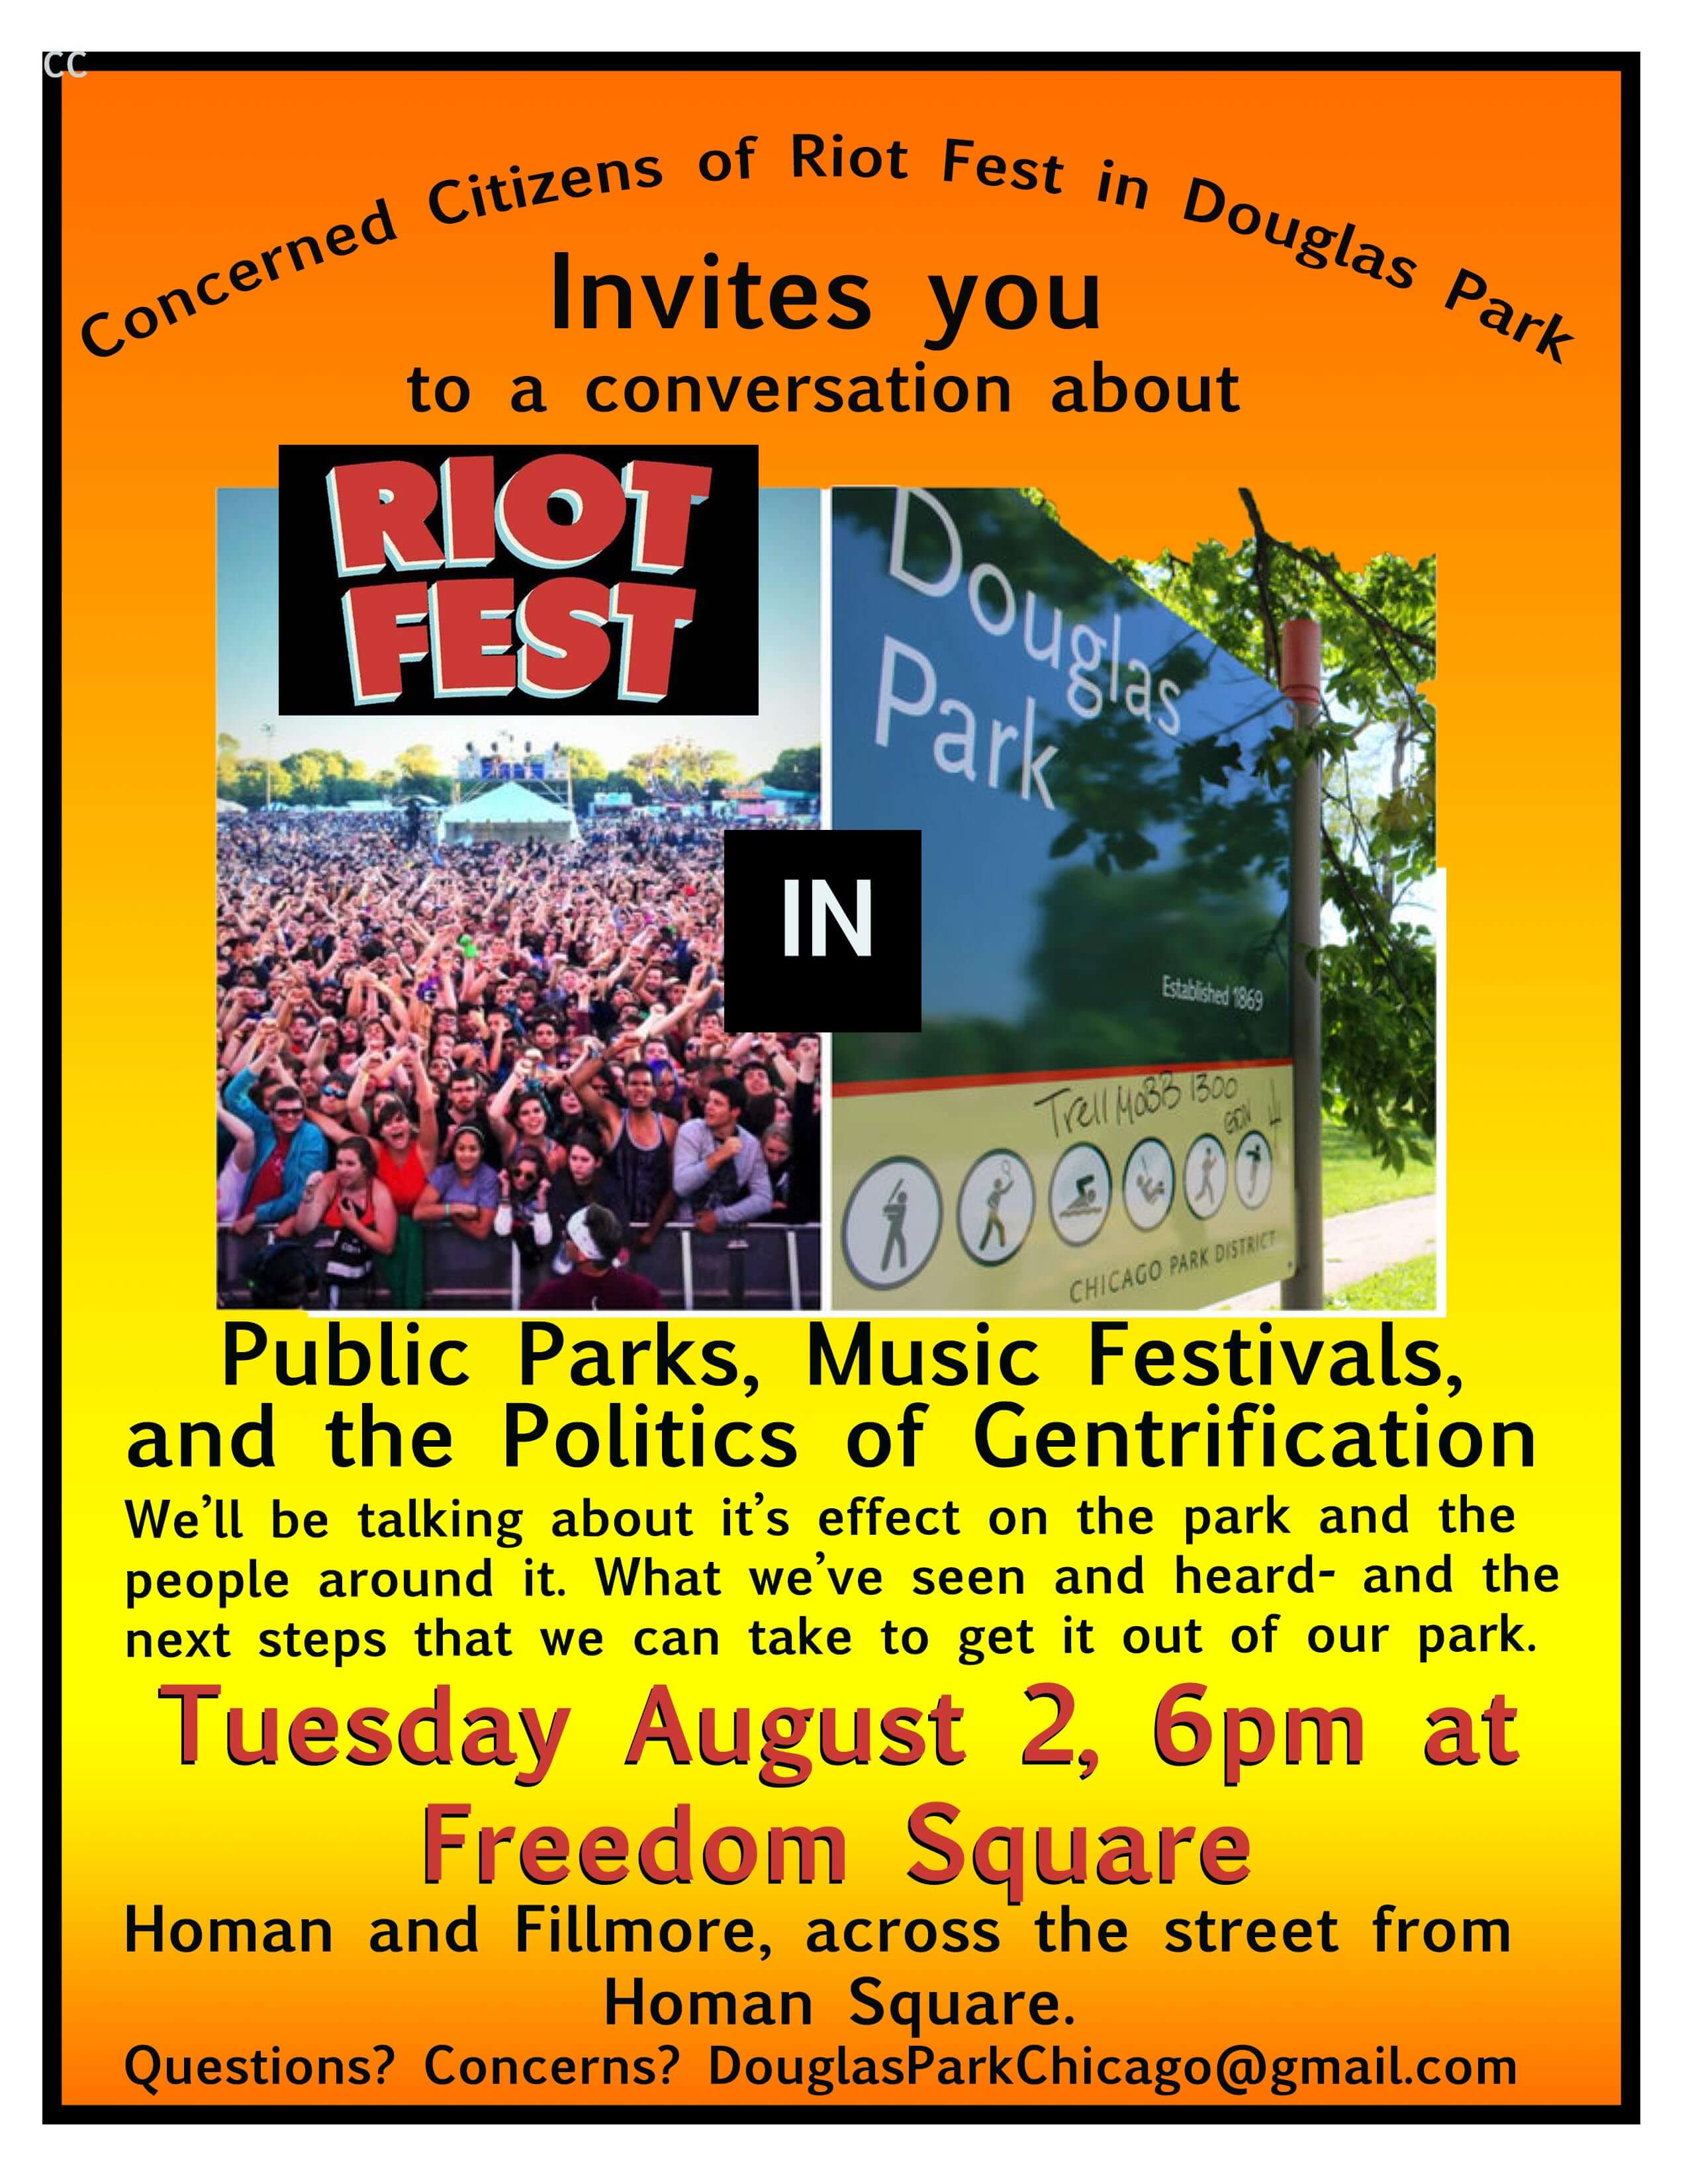 CC
Concerned Citizens of Riot Fest in Douglas Park
Invites you
to a conversation about
RIOT
FEST
Douglas
Park
IN
Established 1869
Trell MoBB 1300
CHICAGO PARK DISTRICT
Public Parks, Music Festivals,
and the Politics of Gentrification
We'll be talking about it's effect on the park and the
people around it. What we've seen and heard- and the
next steps that we can take to get it out of our park.
Tuesday August 2, 6pm at
Freedom Square
Homan and Fillmore, across the street from
Homan Square.
Questions? Concerns? DouglasParkChicago@gmail.com